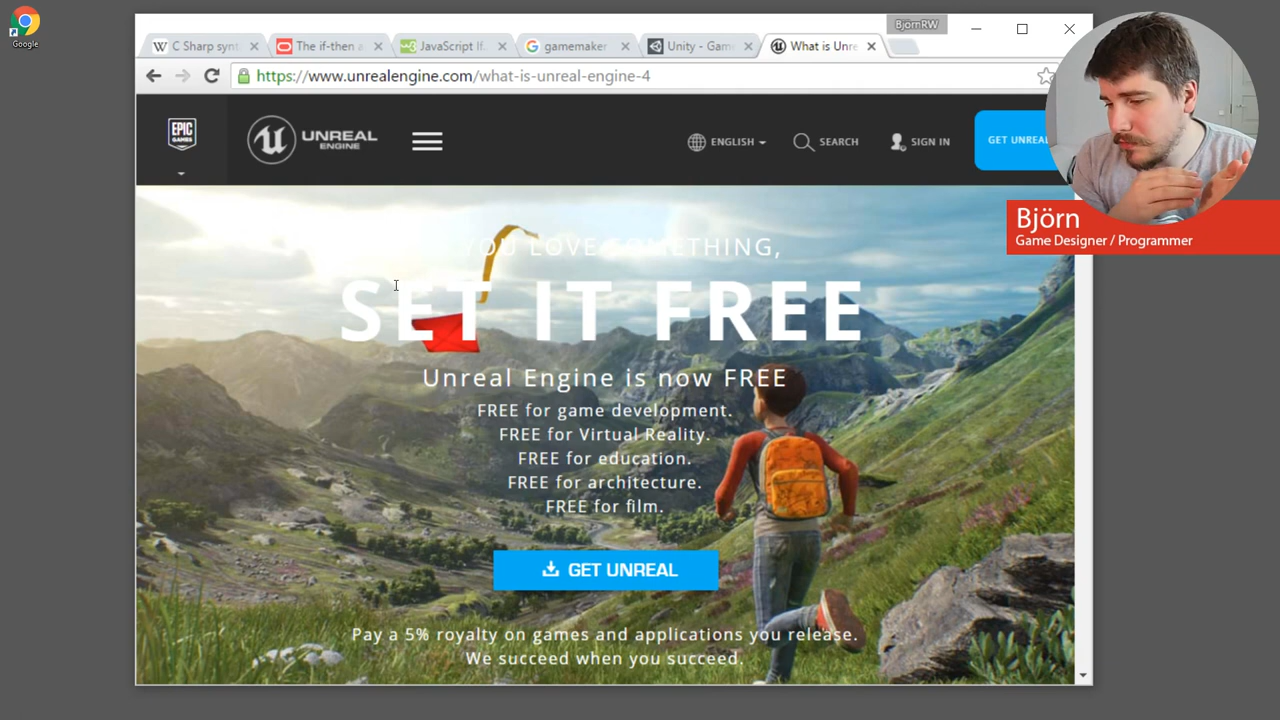 BjörnRW
C Sharp synt
The if-then a
JavaScript If.
gamemaker
Unity - Gam
What is Unre
https://www.unrealengine.com/what-is-unreal-engine-4
Google
EPIC GAMES
UNREAL ENGINE
ENGLISH
SEARCH
SIGN IN
GET UNREAL
Björn
Game Designer / Programmer
YOU LOVE SOMETHING,
SET IT FREE
Unreal Engine is now FREE
FREE for game development.
FREE for Virtual Reality.
FREE for education.
FREE for architecture.
FREE for film.
GET UNREAL
Pay a 5% royalty on games and applications you release.
We succeed when you succeed.